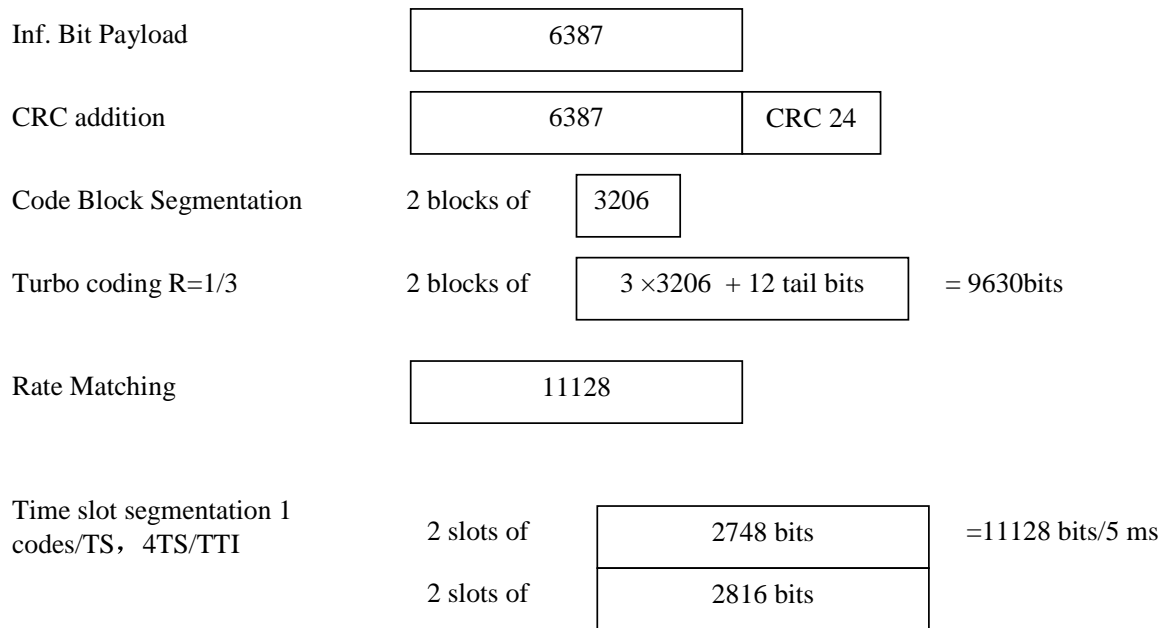 Inf. Bit Payload 6387
CRC addition 6387 CRC 24
Code Block Segmentation 2 blocks of 3206
Turbo coding R=1/3 2 blocks of 3 ×3206 + 12 tail bits = 9630bits
Rate Matching 11128
Time slot segmentation 1
codes/TS，4TS/TTI 2 slots of 2748 bits =11128 bits/5 ms
2 slots of 2816 bits